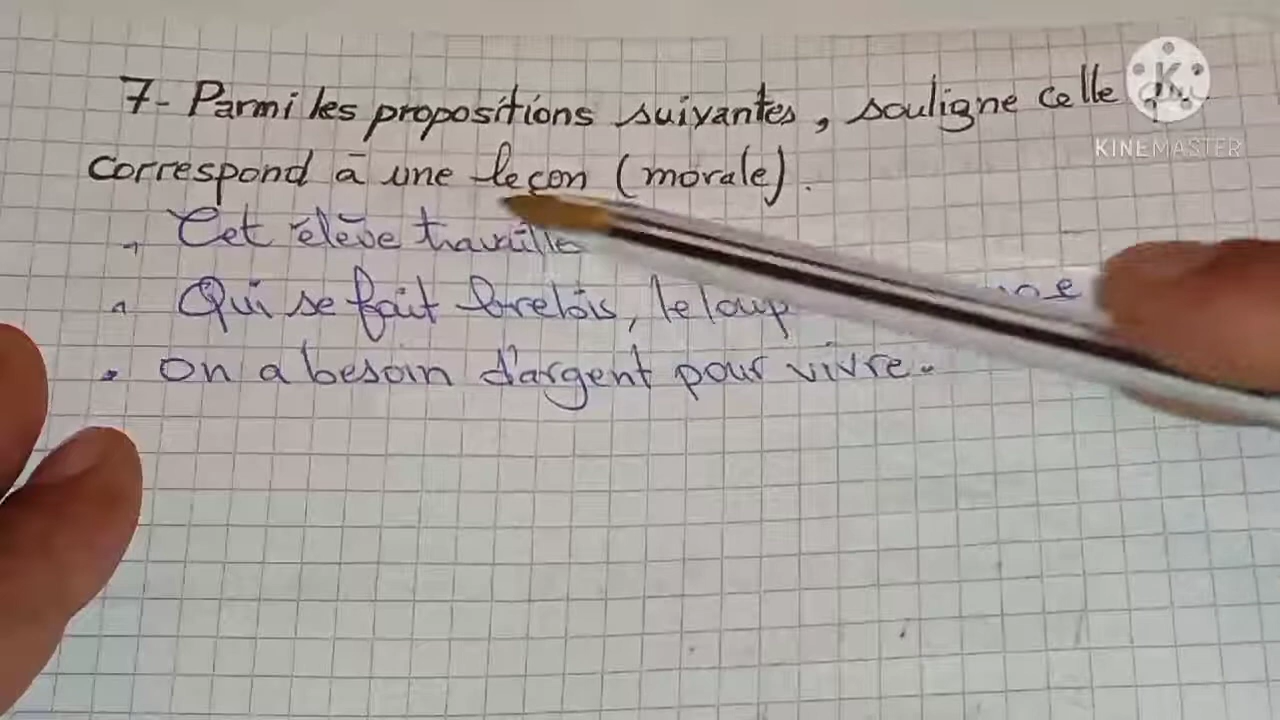 7- Parmi les propositions suivantes, souligne celle
correspond à une leçon (morale).
Cet élève travaille
Qui se fait brebis, le loup
on a besoin d'argent pour vivre.
KINEMASTER